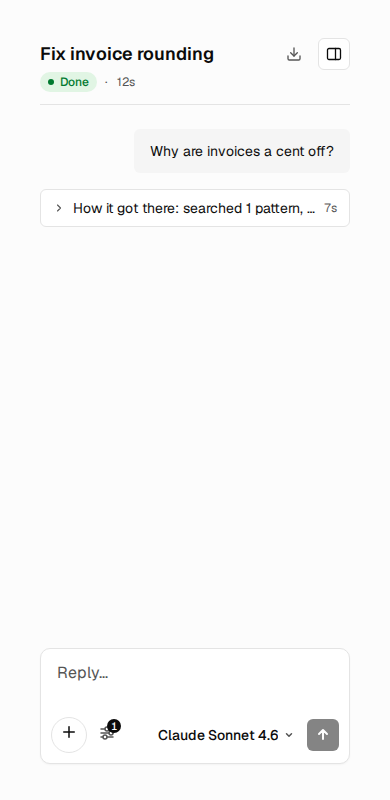 Fix invoice rounding
Done · 12s
Why are invoices a cent off?
How it got there: searched 1 pattern, ... 7s
Reply...
1
Claude Sonnet 4.6